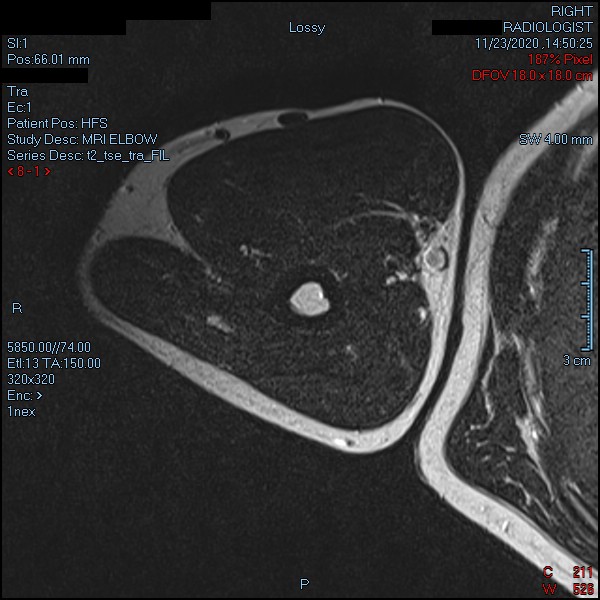 RIGHT
Lossy
RADIOLOGIST
SI:1
11/23/2020 ,14:50:25
Pos:66.01 mm
187% Pixel
DFOV 18.0 x 18.0 cm
Tra
Ec:1
Patient Pos: HFS
Study Desc: MRI ELBOW
SW 4.00 mm
Series Desc: t2_tse_tra_FIL
< 8 - 1 >
R
5850.00//74.00
Etl:13 TA:150.00
3 cm
320x320
Enc: >
1nex
C 211
P
W 526